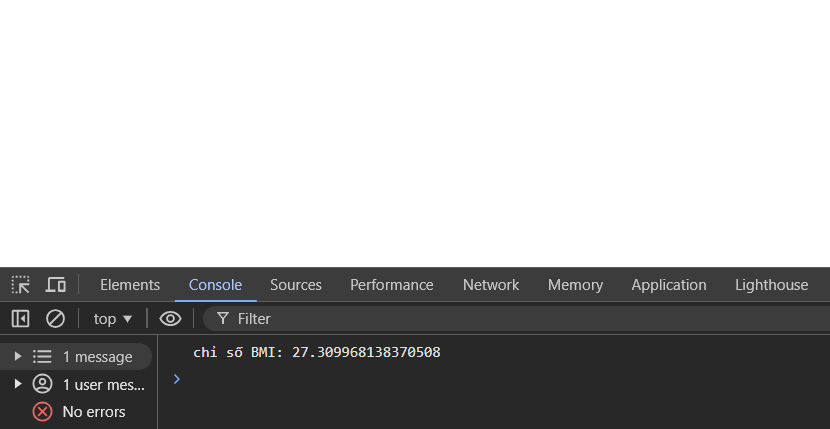 Elements Console Sources Performance Network Memory Application Lighthouse
top Filter
1 message
1 user mes...
No errors
chỉ số BMI: 27.309968138370508